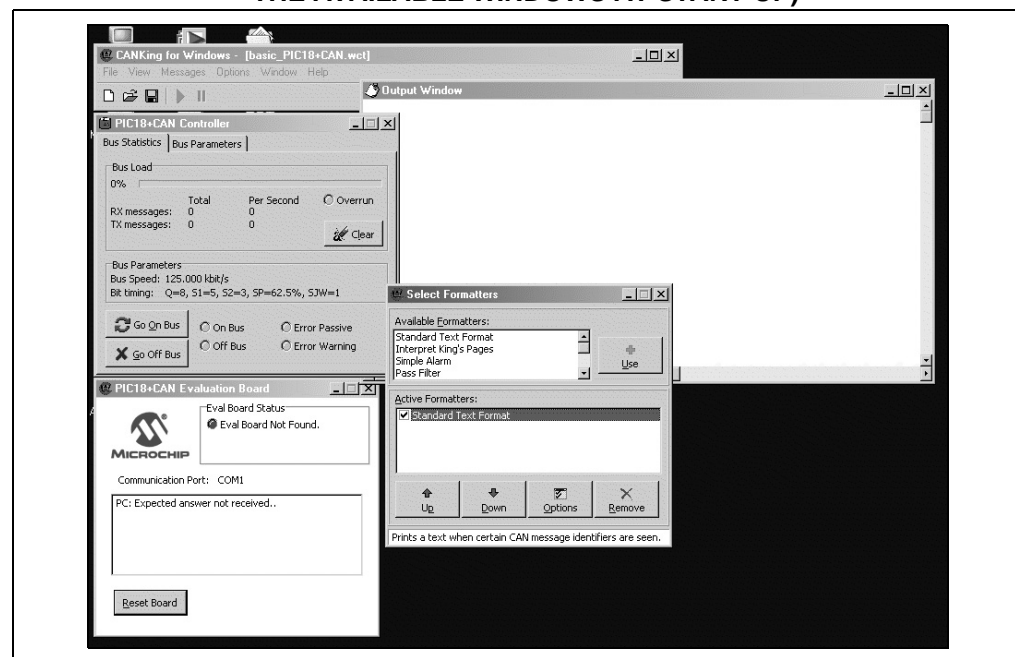 CANKing for Windows - [basic_PIC18+CAN.wct]
File View Messages Options Window Help
Output Window
PIC18+CAN Controller
Bus Statistics Bus Parameters
Bus Load
0%
Total Per Second Overrun
RX messages: 0 0
TX messages: 0 0
Clear
Bus Parameters
Bus Speed: 125.000 kbit/s
Bit timing: Q=8, S1=5, S2=3, SP=62.5%, SJW=1
Go On Bus On Bus Error Passive
Go Off Bus Off Bus Error Warning
Select Formatters
Available Formatters:
Standard Text Format
Interpret King's Pages
Simple Alarm
Pass Filter
Use
Active Formatters:
Standard Text Format
Up Down Options Remove
Prints a text when certain CAN message identifiers are seen.
PIC18+CAN Evaluation Board
Eval Board Status
Eval Board Not Found.
MICROCHIP
Communication Port: COM1
PC: Expected answer not received..
Reset Board